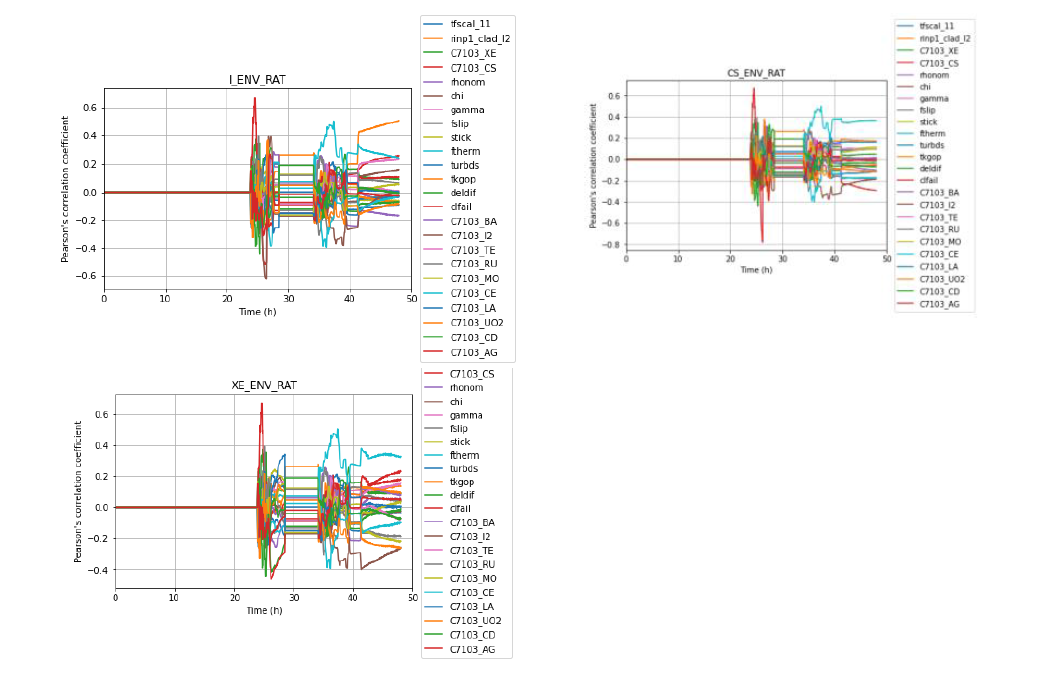 I_ENV_RAT
Pearson's correlation coefficient
0.6
0.4
0.2
0.0
−0.2
−0.4
−0.6
0 10 20 30 40 50
Time (h)
tfscal_11
rinp1_clad_I2
C7103_XE
C7103_CS
rhonom
chi
gamma
fslip
stick
ftherm
turbds
tkgop
deldif
clfail
C7103_BA
C7103_I2
C7103_TE
C7103_RU
C7103_MO
C7103_CE
C7103_LA
C7103_UO2
C7103_CD
C7103_AG
CS_ENV_RAT
Pearson's correlation coefficient
0.6
0.4
0.2
0.0
−0.2
−0.4
−0.6
−0.8
0 10 20 30 40 50
Time (h)
tfscal_11
rinp1_clad_I2
C7103_XE
C7103_CS
rhonom
chi
gamma
fslip
stick
ftherm
turbds
tkgop
deldif
clfail
C7103_BA
C7103_I2
C7103_TE
C7103_RU
C7103_MO
C7103_CE
C7103_LA
C7103_UO2
C7103_CD
C7103_AG
XE_ENV_RAT
Pearson's correlation coefficient
0.6
0.4
0.2
0.0
−0.2
−0.4
0 10 20 30 40 50
Time (h)
C7103_CS
rhonom
chi
gamma
fslip
stick
ftherm
turbds
tkgop
deldif
clfail
C7103_BA
C7103_I2
C7103_TE
C7103_RU
C7103_MO
C7103_CE
C7103_LA
C7103_UO2
C7103_CD
C7103_AG